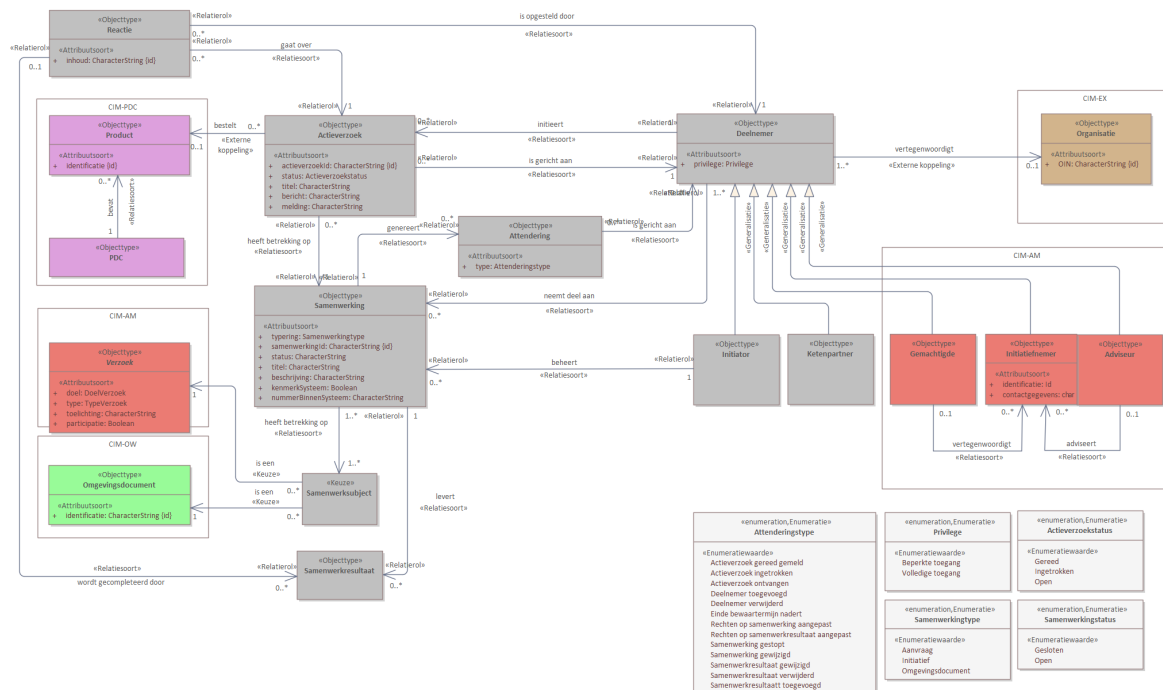 «Objecttype»
Reactie
«Attribuutsoort»
+ inhoud: CharacterString {id}
«Relatierol»
0..*
is opgesteld door
«Relatiesoort»
«Relatierol»
0..*
gaat over
«Relatiesoort»
«Relatierol»
0..1
«Relatierol»
1
«Relatierol»
1
CIM-PDC
«Objecttype»
Product
«Attribuutsoort»
+ identificatie {id}
bestelt
0..*
0..1
«Externe
koppeling»
0..*
bevat
«Relatiesoort»
1
«Objecttype»
PDC
«Objecttype»
Actieverzoek
«Attribuutsoort»
+ actieverzoekId: CharacterString {id}
+ status: Actieverzoekstatus
+ titel: CharacterString
+ bericht: CharacterString
+ melding: CharacterString
0..*
«Relatierol»
initieert
«Relatiesoort»
«Relatierol»
1
«Relatierol»
0..*
is gericht aan
«Relatiesoort»
«Relatierol»
1
«Objecttype»
Deelnemer
«Attribuutsoort»
+ privilege: Privilege
1..*
vertegenwoordigt
«Externe koppeling»
0..1
CIM-EX
«Objecttype»
Organisatie
«Attribuutsoort»
+ OIN: CharacterString {id}
«Relatierol»
0..*
heeft betrekking op
«Relatiesoort»
«Relatierol»
1
genereert
«Relatiesoort»
0..*
«Relatierol»
1
«Objecttype»
Attendering
«Attribuutsoort»
+ type: Attenderingstype
«Relatierol»
0..*
is gericht aan
«Relatiesoort»
«Relatierol»
1..*
«Generalisatie»
«Generalisatie»
«Generalisatie»
«Generalisatie»
«Generalisatie»
«Objecttype»
Samenwerking
«Attribuutsoort»
+ typering: Samenwerkingtype
+ samenwerkingId: CharacterString {id}
+ status: CharacterString
+ titel: CharacterString
+ beschrijving: CharacterString
+ kenmerkSysteem: Boolean
+ nummerBinnenSysteem: CharacterString
«Relatierol»
0..*
neemt deel aan
«Relatiesoort»
«Relatierol»
0..*
beheert
«Relatiesoort»
«Relatierol»
1
«Objecttype»
Initiator
«Objecttype»
Ketenpartner
CIM-AM
«Objecttype»
Gemachtigde
«Objecttype»
Initiatiefnemer
«Attribuutsoort»
+ identificatie: Id
+ contactgegevens: char
«Objecttype»
Adviseur
0..1
0..*
0..*
0..1
vertegenwoordigt
«Relatiesoort»
adviseert
«Relatiesoort»
CIM-AM
«Objecttype»
Verzoek
«Attribuutsoort»
+ doel: DoelVerzoek
+ type: TypeVerzoek
+ toelichting: CharacterString
+ participatie: Boolean
1
CIM-OW
«Objecttype»
Omgevingsdocument
«Attribuutsoort»
+ identificatie: CharacterString {id}
1
1..*
«Relatierol»
1
heeft betrekking op
«Relatiesoort»
1..*
is een
«Keuze»
0..*
is een
«Keuze»
0..*
«Keuze»
Samenwerksubject
levert
«Relatiesoort»
«Objecttype»
Samenwerkresultaat
«Relatiesoort»
wordt gecompleteerd door
«Relatierol»
0..*
«Relatierol»
0..*
«enumeration,Enumeratie»
Attenderingstype
«Enumeratiewaarde»
Actieverzoek gereed gemeld
Actieverzoek ingetrokken
Actieverzoek ontvangen
Deelnemer toegevoegd
Deelnemer verwijderd
Einde bewaartermijn nadert
Rechten op samenwerking aangepast
Rechten op samenwerkresultaat aangepast
Samenwerking gestopt
Samenwerking gewijzigd
Samenwerkresultaat gewijzigd
Samenwerkresultaat verwijderd
Samenwerkresultaatt toegevoegd
«enumeration,Enumeratie»
Privilege
«Enumeratiewaarde»
Beperkte toegang
Volledige toegang
«enumeration,Enumeratie»
Actieverzoekstatus
«Enumeratiewaarde»
Gereed
Ingetrokken
Open
«enumeration,Enumeratie»
Samenwerkingtype
«Enumeratiewaarde»
Aanvraag
Initiatief
Omgevingsdocument
«enumeration,Enumeratie»
Samenwerkingstatus
«Enumeratiewaarde»
Gesloten
Open